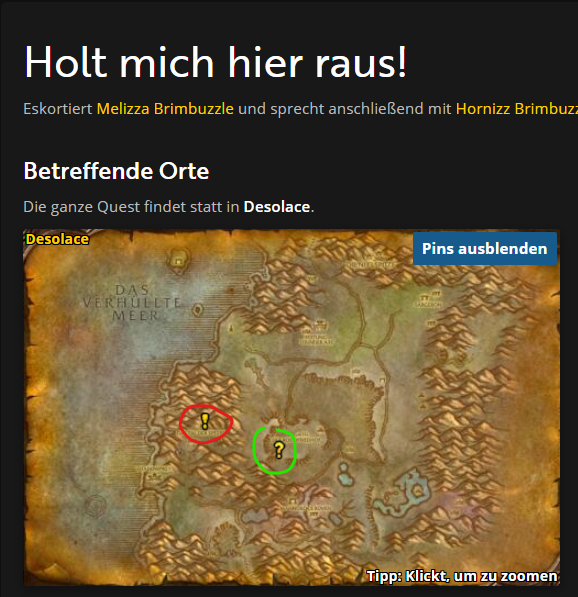 Holt mich hier raus!
Eskortiert Melizza Brimbuzzle und sprecht anschließend mit Hornizz Brimbuzz
Betreffende Orte
Die ganze Quest findet statt in Desolace.
Desolace
Pins ausblenden
DAS
VERHÜLLTE
MEER
!
?
Tipp: Klickt, um zu zoomen